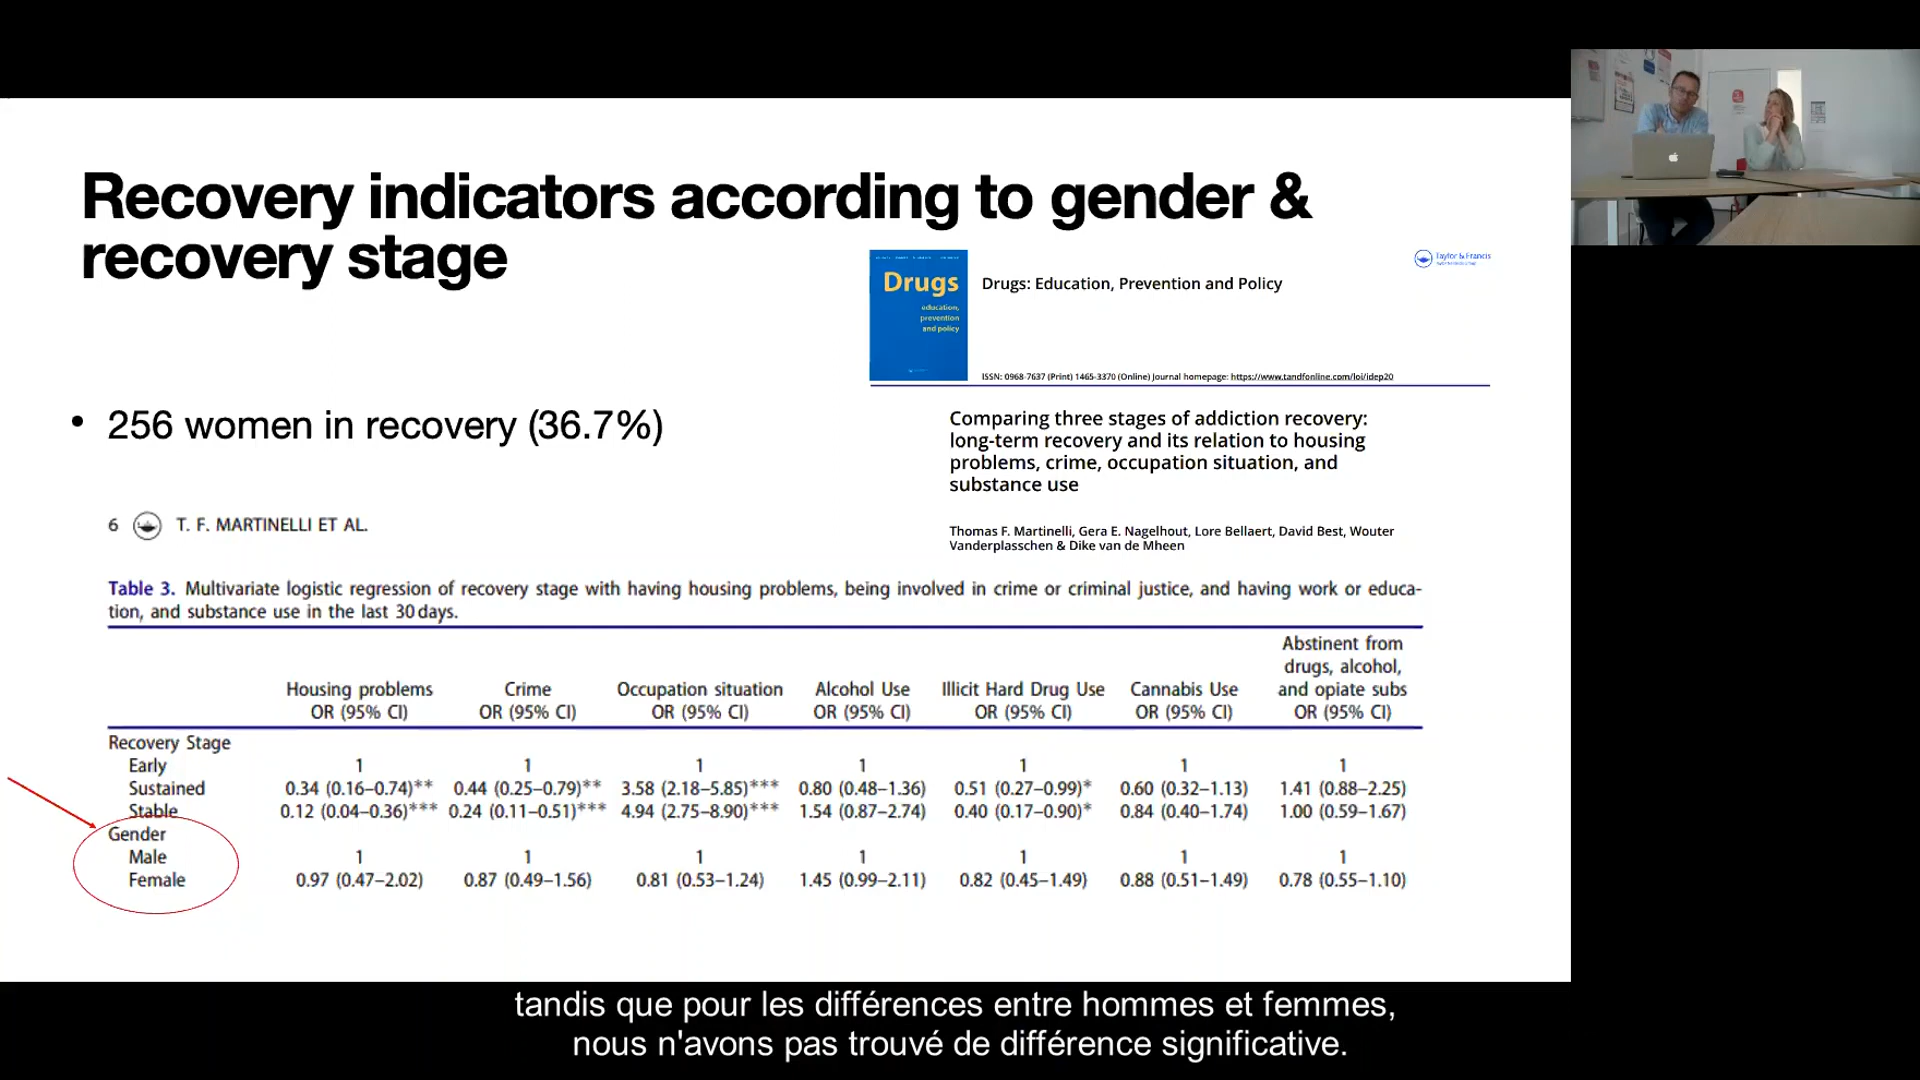 Recovery indicators according to gender &
recovery stage
Drugs
education,
prevention
and policy
Drugs: Education, Prevention and Policy
Taylor & Francis
ISSN: 0968-7637 (Print) 1465-3370 (Online) Journal homepage: https://www.tandfonline.com/loi/idep20
• 256 women in recovery (36.7%)
Comparing three stages of addiction recovery:
long-term recovery and its relation to housing
problems, crime, occupation situation, and
substance use
Thomas F. Martinelli, Gera E. Nagelhout, Lore Bellaert, David Best, Wouter
Vanderplasschen & Dike van de Mheen
6 T. F. MARTINELLI ET AL.
Table 3. Multivariate logistic regression of recovery stage with having housing problems, being involved in crime or criminal justice, and having work or educa-
tion, and substance use in the last 30 days.
Housing problems OR (95% CI) Crime OR (95% CI) Occupation situation OR (95% CI) Alcohol Use OR (95% CI) Illicit Hard Drug Use OR (95% CI) Cannabis Use OR (95% CI) Abstinent from drugs, alcohol, and opiate subs OR (95% CI)
Recovery Stage
Early 1 1 1 1 1 1 1
Sustained 0.34 (0.16–0.74)** 0.44 (0.25–0.79)** 3.58 (2.18–5.85)*** 0.80 (0.48–1.36) 0.51 (0.27–0.99)* 0.60 (0.32–1.13) 1.41 (0.88–2.25)
Stable 0.12 (0.04–0.36)*** 0.24 (0.11–0.51)*** 4.94 (2.75–8.90)*** 1.54 (0.87–2.74) 0.40 (0.17–0.90)* 0.84 (0.40–1.74) 1.00 (0.59–1.67)
Gender
Male 1 1 1 1 1 1 1
Female 0.97 (0.47–2.02) 0.87 (0.49–1.56) 0.81 (0.53–1.24) 1.45 (0.99–2.11) 0.82 (0.45–1.49) 0.88 (0.51–1.49) 0.78 (0.55–1.10)
tandis que pour les différences entre hommes et femmes,
nous n'avons pas trouvé de différence significative.